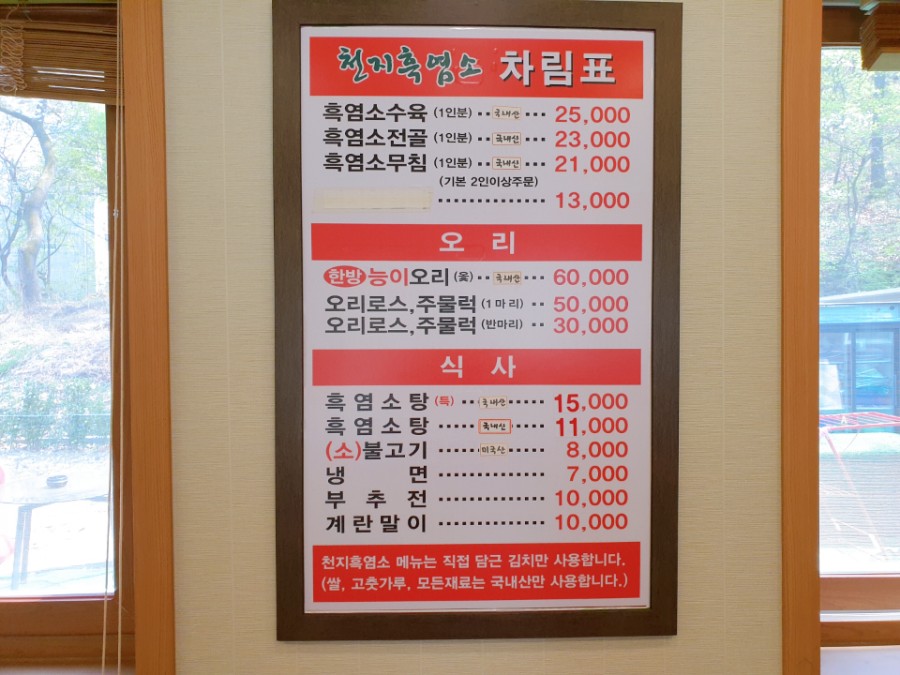 천지흑염소 차림표
흑염소수육 (1인분) ·· 국내산 ··· 25,000
흑염소전골 (1인분) ·· 국내산 ··· 23,000
흑염소무침 (1인분) ·· 국내산 ··· 21,000
(기본 2인이상주문)
·············· 13,000
오 리
한방 능이오리 (옻) ·· 국내산 ··· 60,000
오리로스,주물럭 (1마리) ·· 50,000
오리로스,주물럭 (반마리) ·· 30,000
식 사
흑 염 소 탕 (특) ··· 국내산 ····· 15,000
흑 염 소 탕 ····· 국내산 ····· 11,000
(소)불고기 ····· 미국산 ····· 8,000
냉 면 ·············· 7,000
부 추 전 ·············· 10,000
계 란 말 이 ·············· 10,000
천지흑염소 메뉴는 직접 담근 김치만 사용합니다.
(쌀, 고춧가루, 모든재료는 국내산만 사용합니다.)